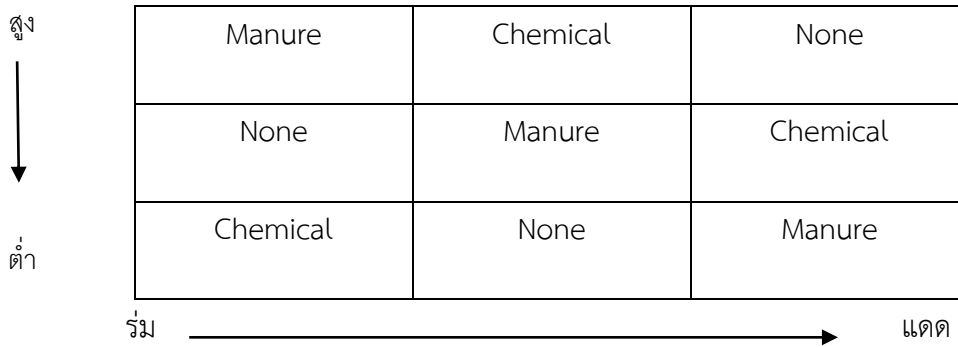 สูง
Manure Chemical None
None Manure Chemical
Chemical None Manure
ต่ำ
ร่ม แดด